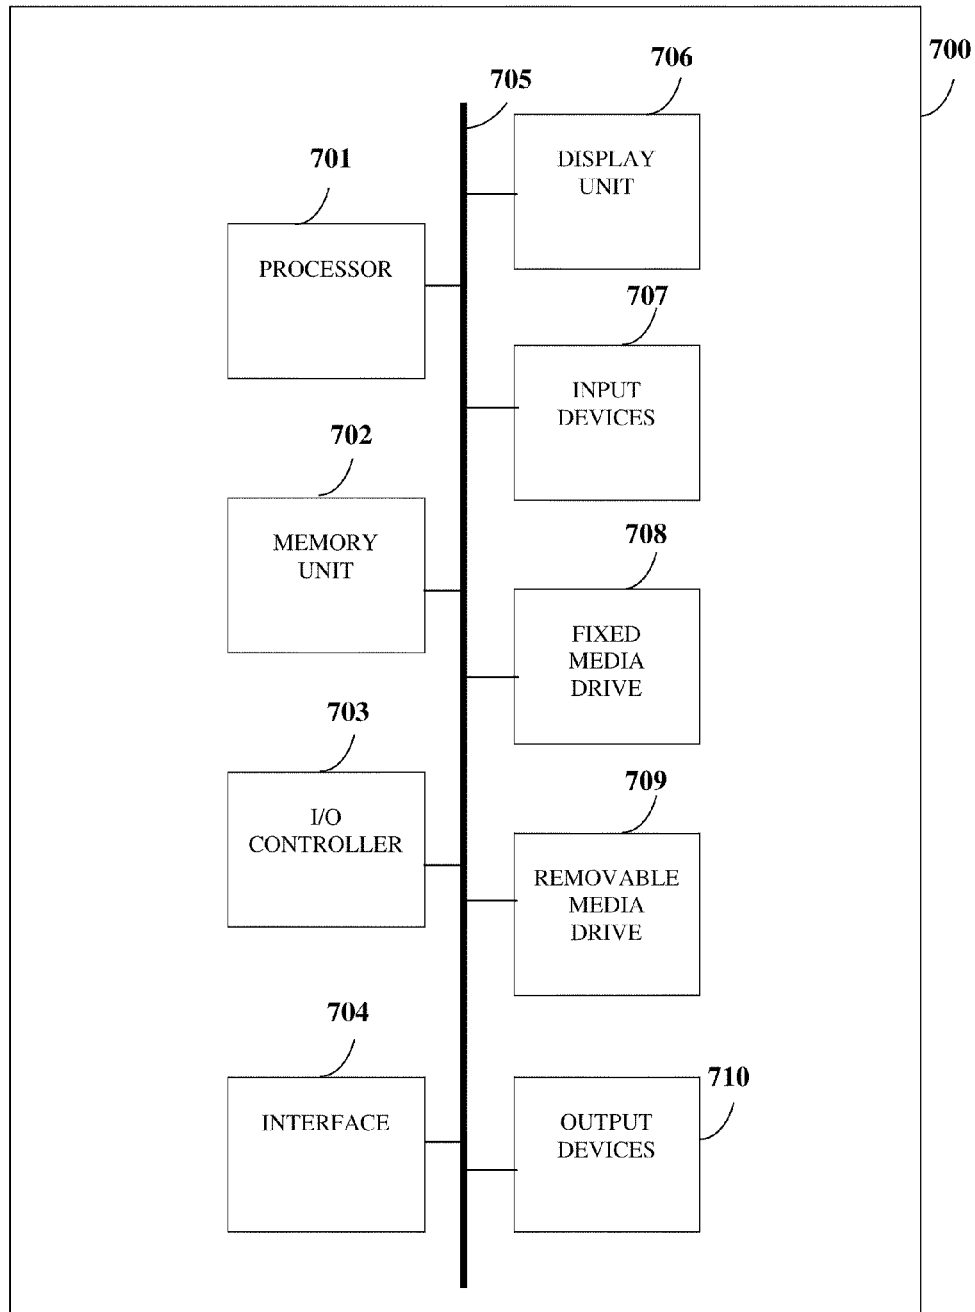 700
705
706
DISPLAY
UNIT
701
PROCESSOR
707
INPUT
DEVICES
702
MEMORY
UNIT
708
FIXED
MEDIA
DRIVE
703
I/O
CONTROLLER
709
REMOVABLE
MEDIA
DRIVE
704
INTERFACE
710
OUTPUT
DEVICES